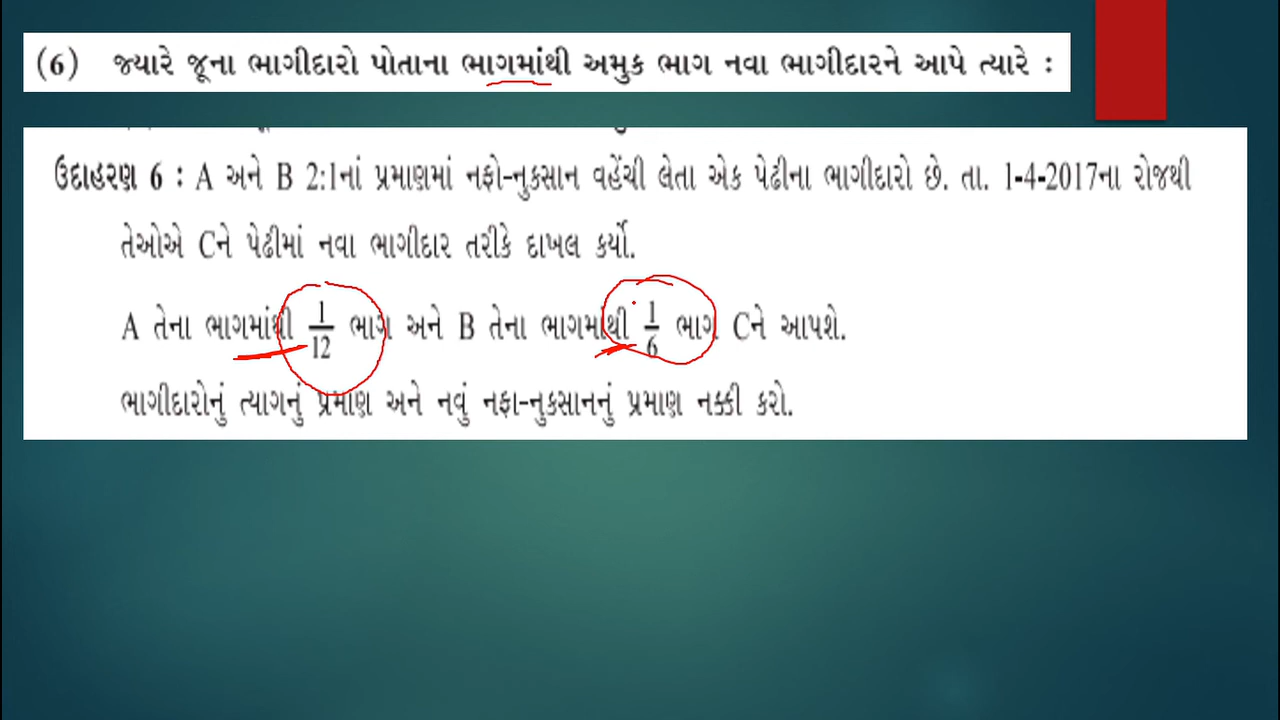 (6) જ્યારે જૂના ભાગીદારો પોતાના ભાગમાંથી અમુક ભાગ નવા ભાગીદારને આપે ત્યારે :
ઉદાહરણ 6 : A અને B 2:1નાં પ્રમાણમાં નફો-નુકસાન વહેંચી લેતા એક પેઢીના ભાગીદારો છે. તા. 1-4-2017ના રોજથી
તેઓએ Cને પેઢીમાં નવા ભાગીદાર તરીકે દાખલ કર્યો.
A તેના ભાગમાંથી 1/12 ભાગ અને B તેના ભાગમાંથી 1/6 ભાગ Cને આપશે.
ભાગીદારોનું ત્યાગનું પ્રમાણ અને નવું નફા-નુકસાનનું પ્રમાણ નક્કી કરો.